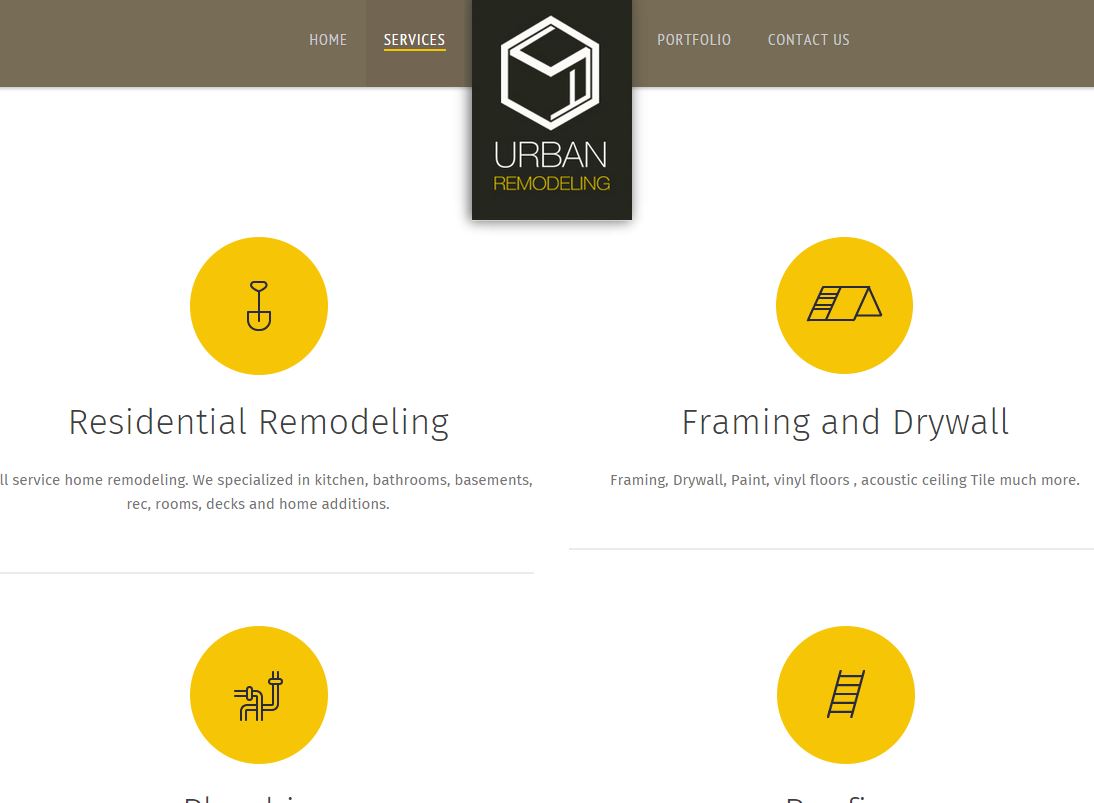 HOME SERVICES PORTFOLIO CONTACT US
URBAN
REMODELING
Residential Remodeling
Framing and Drywall
ll service home remodeling. We specialized in kitchen, bathrooms, basements,
rec, rooms, decks and home additions.
Framing, Drywall, Paint, vinyl floors , acoustic ceiling Tile much more.